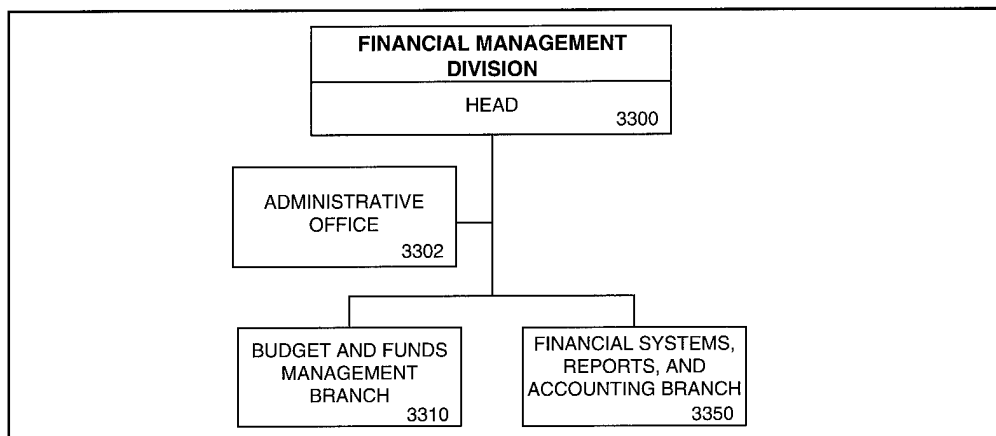 FINANCIAL MANAGEMENT
DIVISION
HEAD
3300
ADMINISTRATIVE
OFFICE
3302
BUDGET AND FUNDS
MANAGEMENT
BRANCH
3310
FINANCIAL SYSTEMS,
REPORTS, AND
ACCOUNTING BRANCH
3350